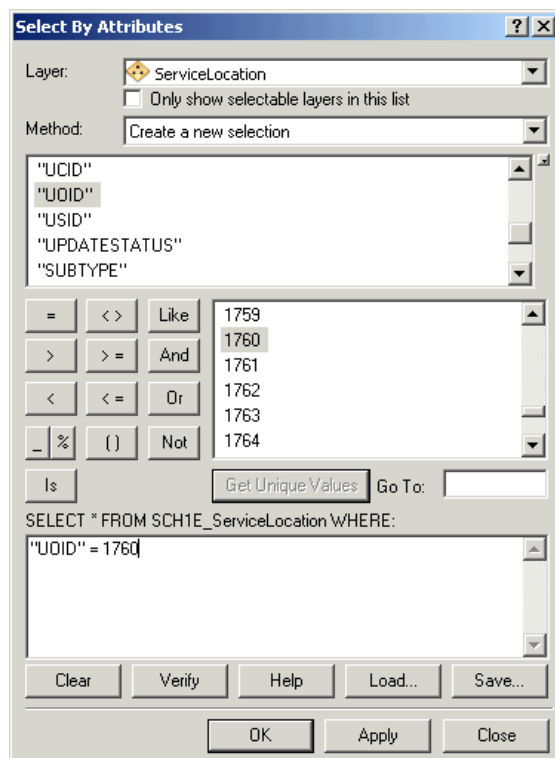 Select By Attributes
Layer: ServiceLocation
Only show selectable layers in this list
Method: Create a new selection
"UCID"
"UOID"
"USID"
"UPDATESTATUS"
"SUBTYPE"
= < > Like
> > = And
< < = Or
_ % ( ) Not
Is
1759
1760
1761
1762
1763
1764
Get Unique Values Go To:
SELECT * FROM SCH1E_ServiceLocation WHERE:
"UOID" = 1760
Clear Verify Help Load... Save...
OK Apply Close